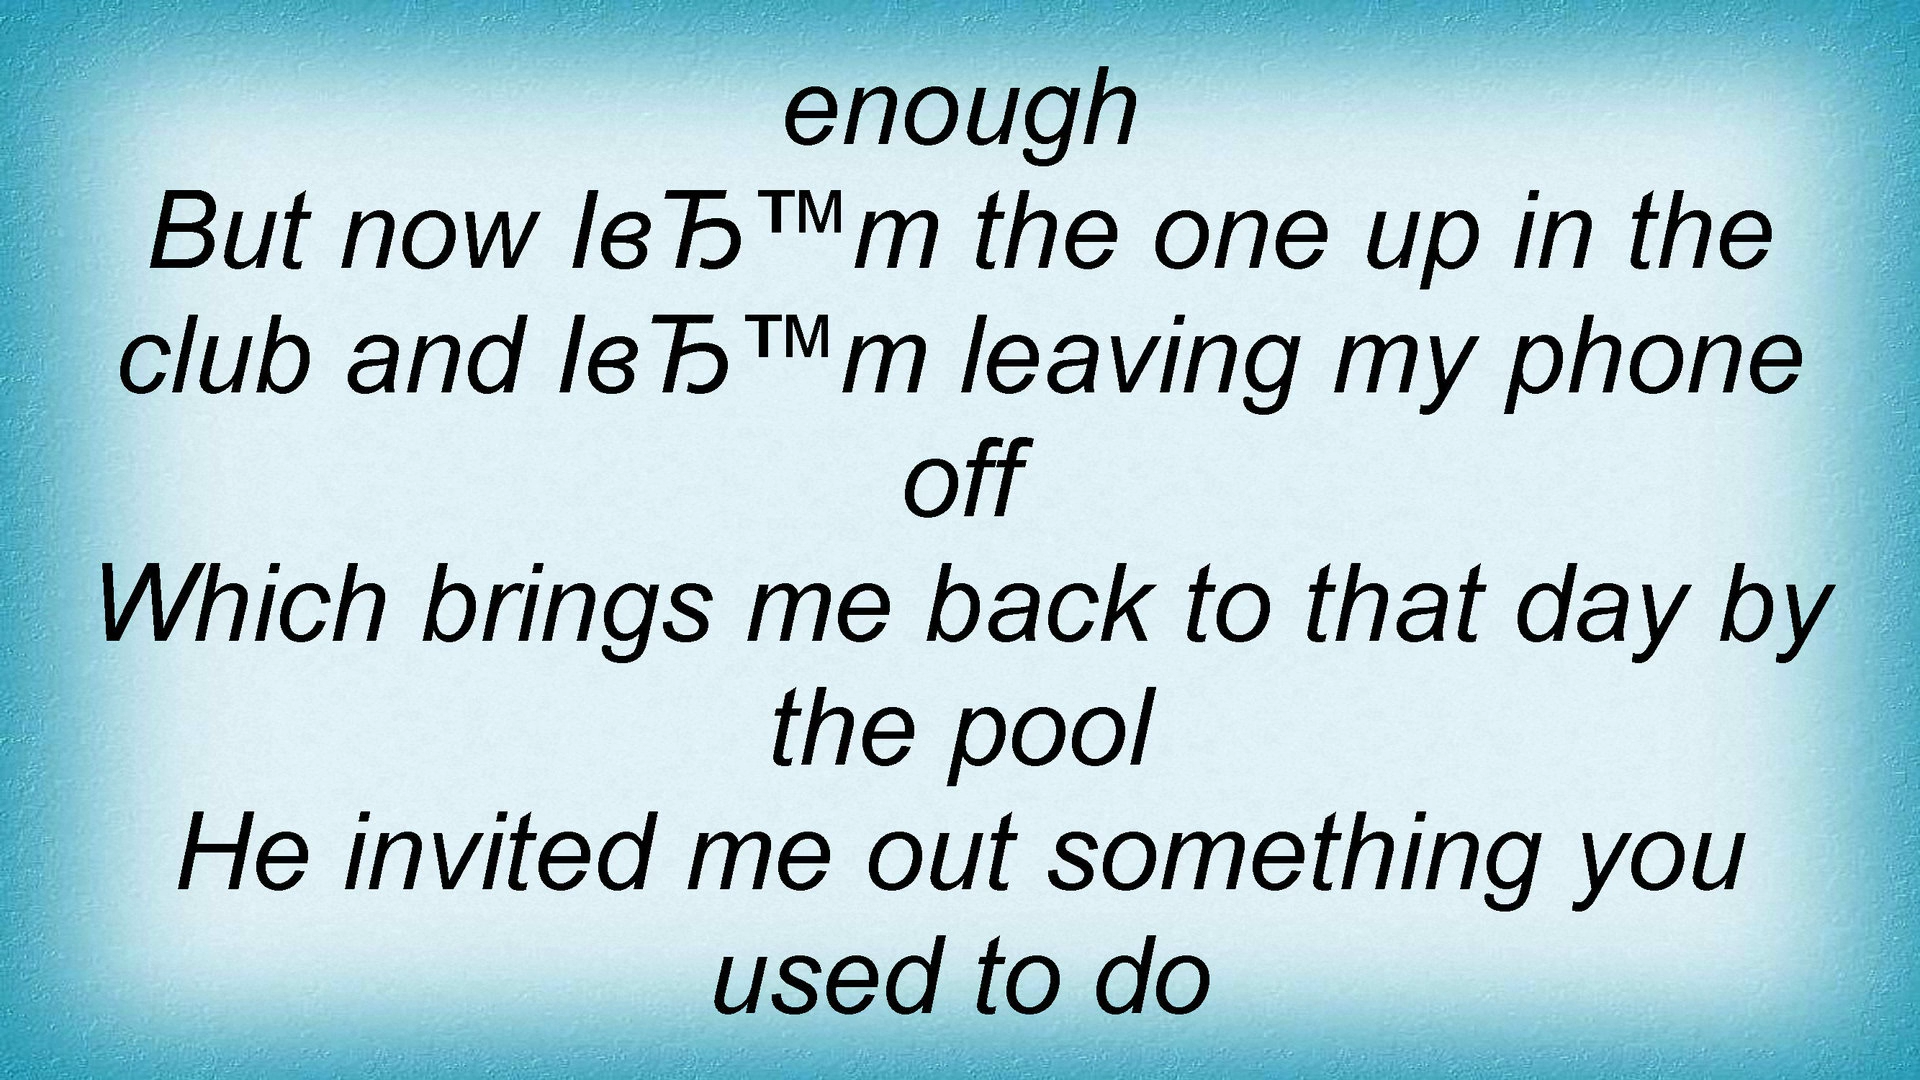 enough
But now IвЂ™m the one up in the
club and IвЂ™m leaving my phone
off
Which brings me back to that day by
the pool
He invited me out something you
used to do